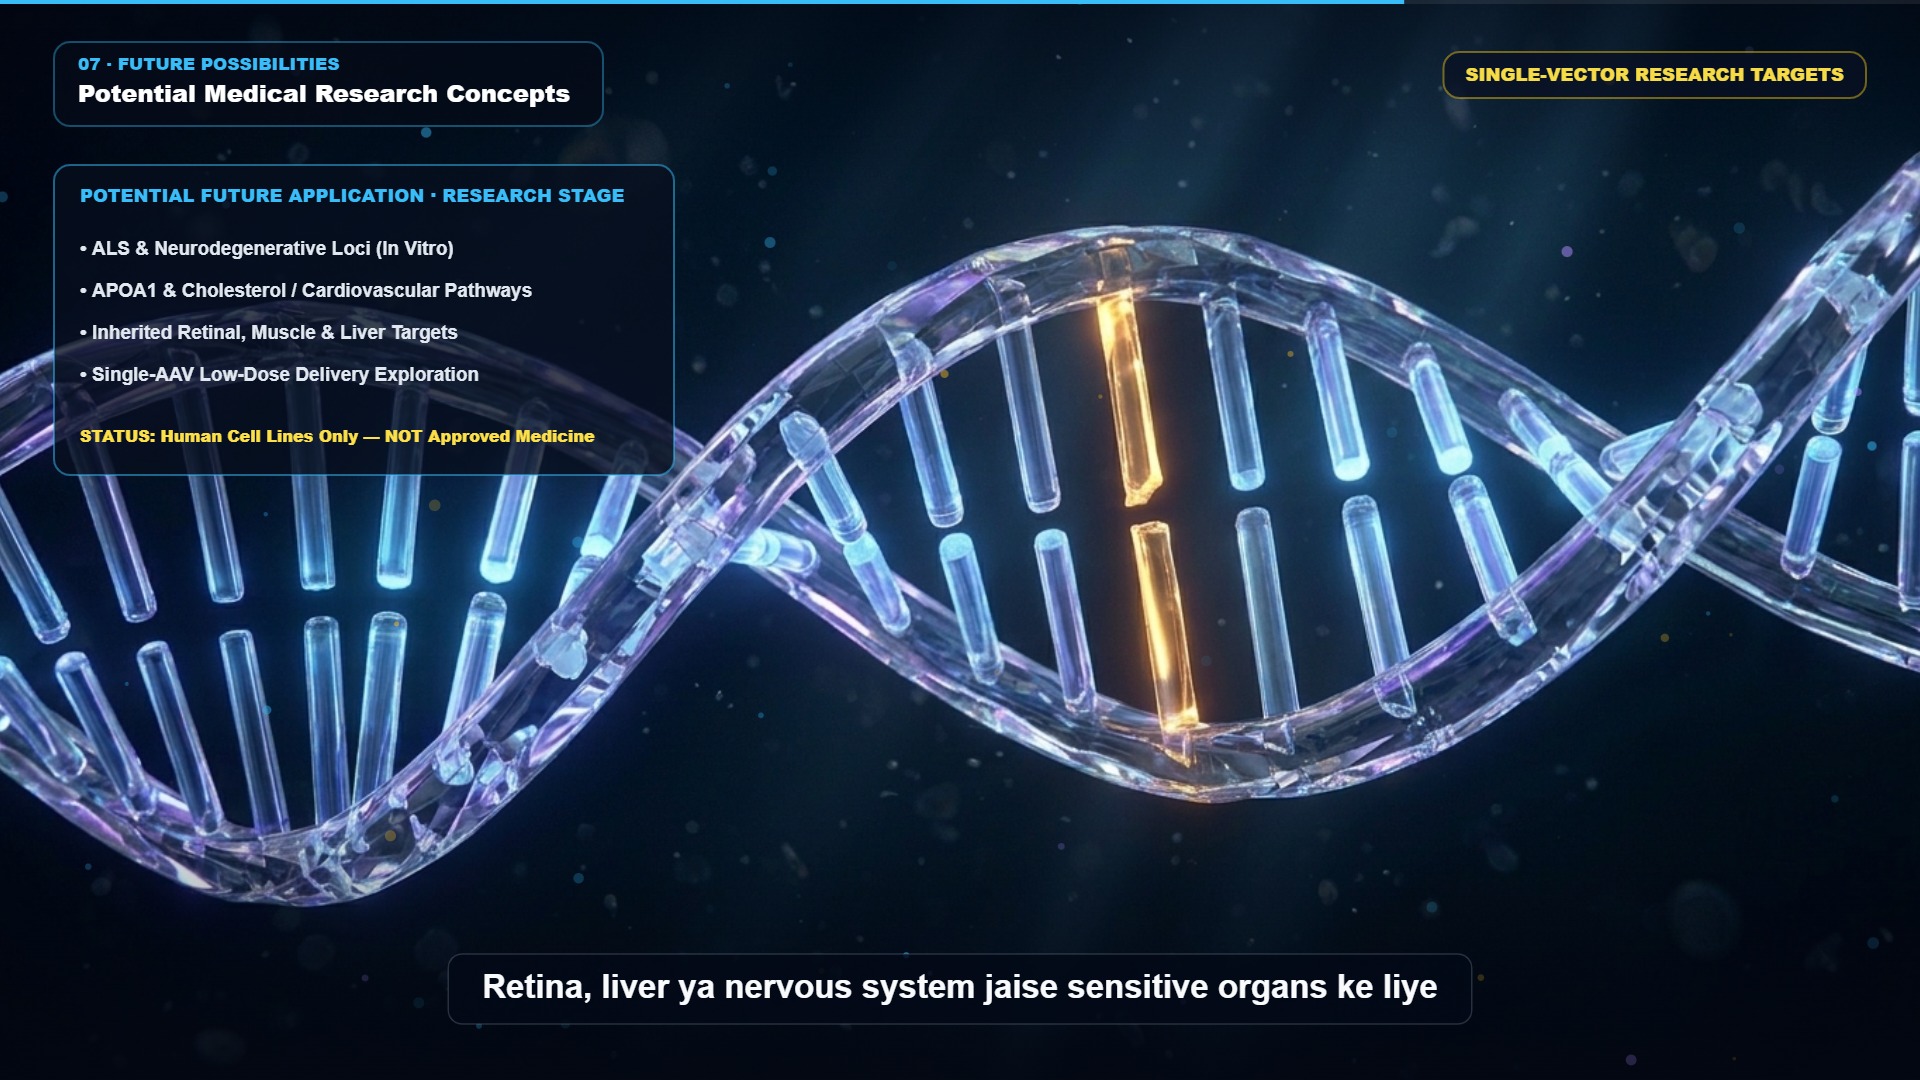 07 · FUTURE POSSIBILITIES
Potential Medical Research Concepts
SINGLE-VECTOR RESEARCH TARGETS
POTENTIAL FUTURE APPLICATION · RESEARCH STAGE
• ALS & Neurodegenerative Loci (In Vitro)
• APOA1 & Cholesterol / Cardiovascular Pathways
• Inherited Retinal, Muscle & Liver Targets
• Single-AAV Low-Dose Delivery Exploration
STATUS: Human Cell Lines Only — NOT Approved Medicine
Retina, liver ya nervous system jaise sensitive organs ke liye